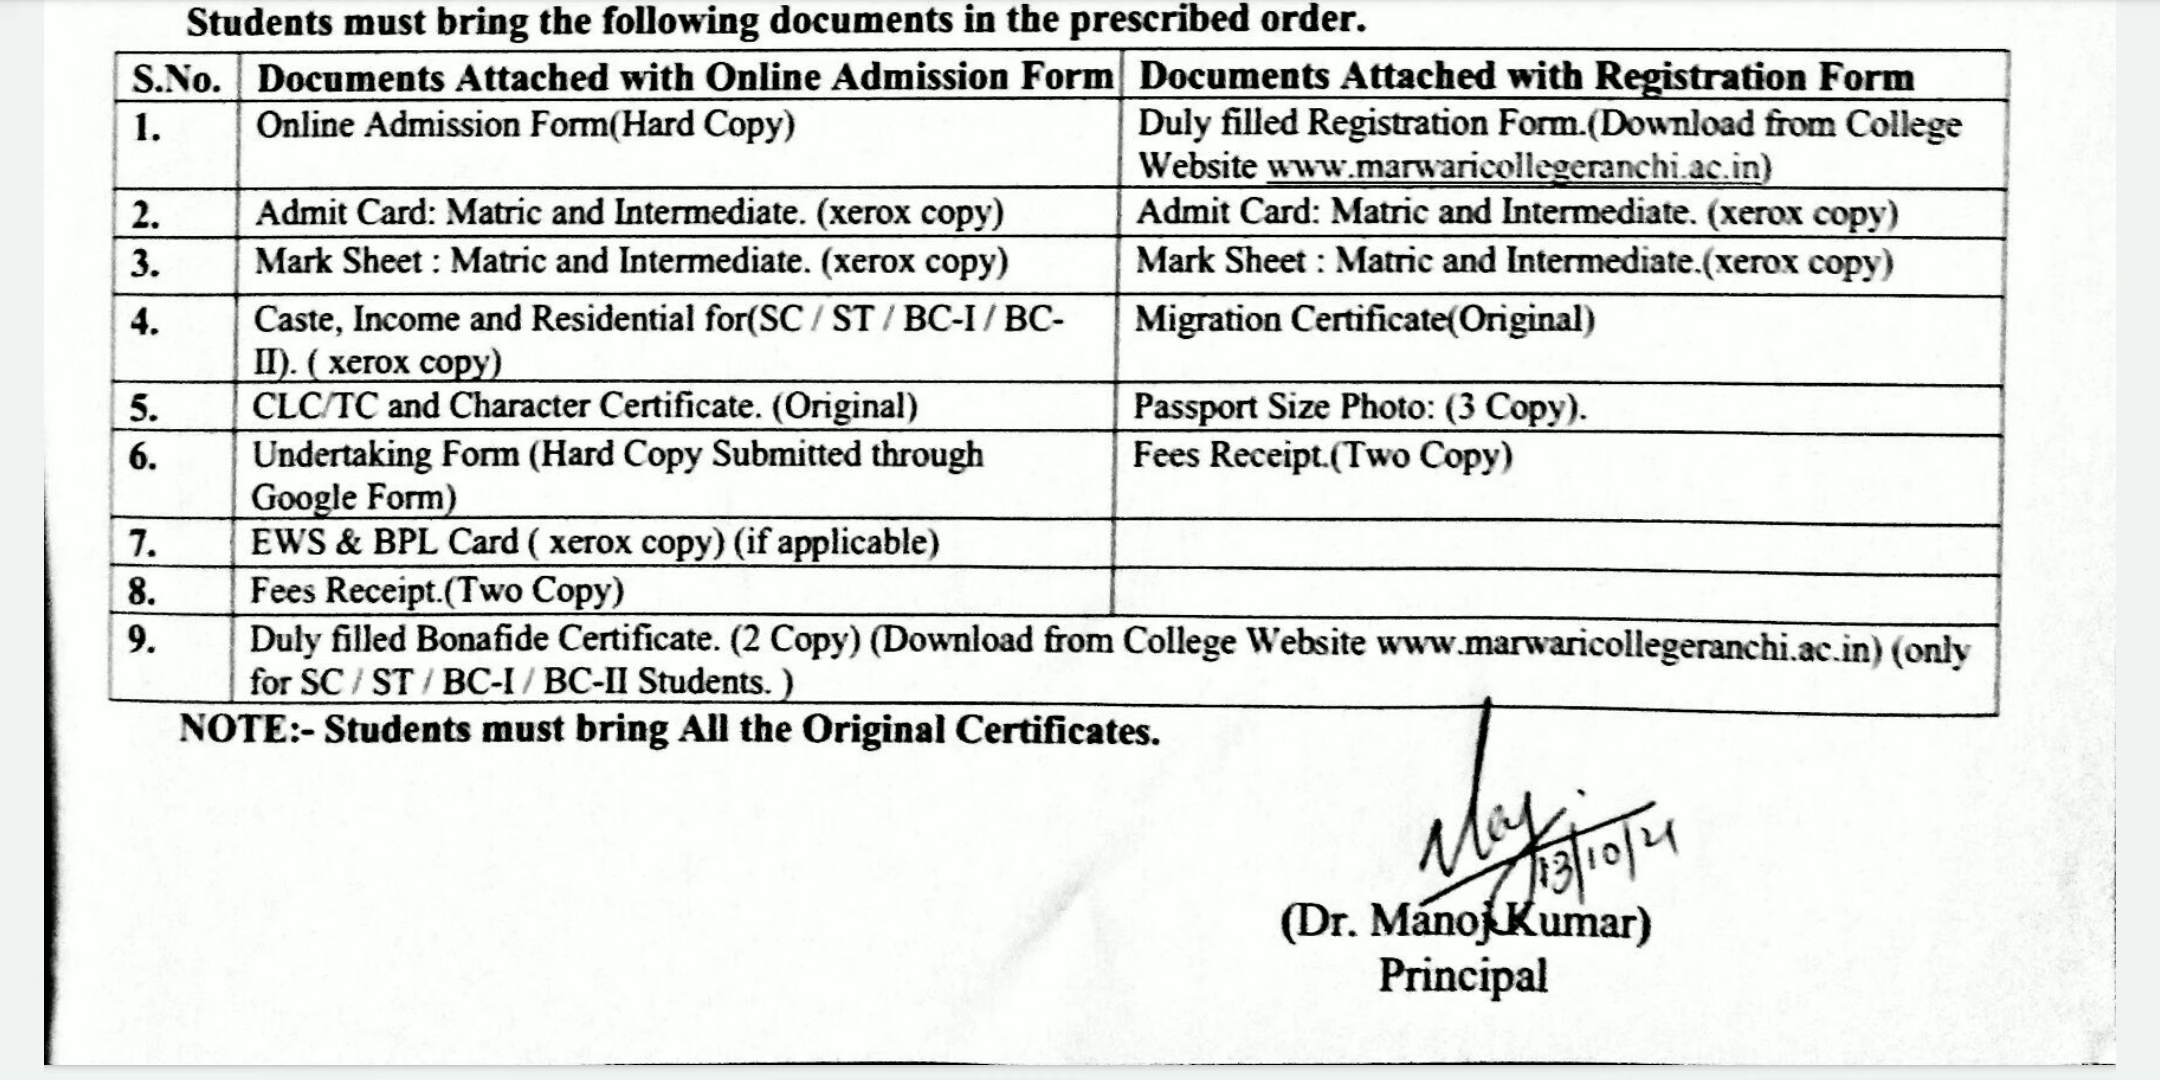 Students must bring the following documents in the prescribed order.
S.No. Documents Attached with Online Admission Form Documents Attached with Registration Form
1. Online Admission Form(Hard Copy) Duly filled Registration Form.(Download from College
Website www.marwaricollegeranchi.ac.in)
2. Admit Card: Matric and Intermediate. (xerox copy) Admit Card: Matric and Intermediate. (xerox copy)
3. Mark Sheet : Matric and Intermediate. (xerox copy) Mark Sheet : Matric and Intermediate.(xerox copy)
4. Caste, Income and Residential for(SC / ST / BC-I / BC- Migration Certificate(Original)
II). ( xerox copy)
5. CLC/TC and Character Certificate. (Original) Passport Size Photo: (3 Copy).
6. Undertaking Form (Hard Copy Submitted through Fees Receipt.(Two Copy)
Google Form)
7. EWS & BPL Card ( xerox copy) (if applicable)
8. Fees Receipt.(Two Copy)
9. Duly filled Bonafide Certificate. (2 Copy) (Download from College Website www.marwaricollegeranchi.ac.in) (only
for SC / ST / BC-I / BC-II Students. )
NOTE:- Students must bring All the Original Certificates.
13/10/21
(Dr. Manoj Kumar)
Principal